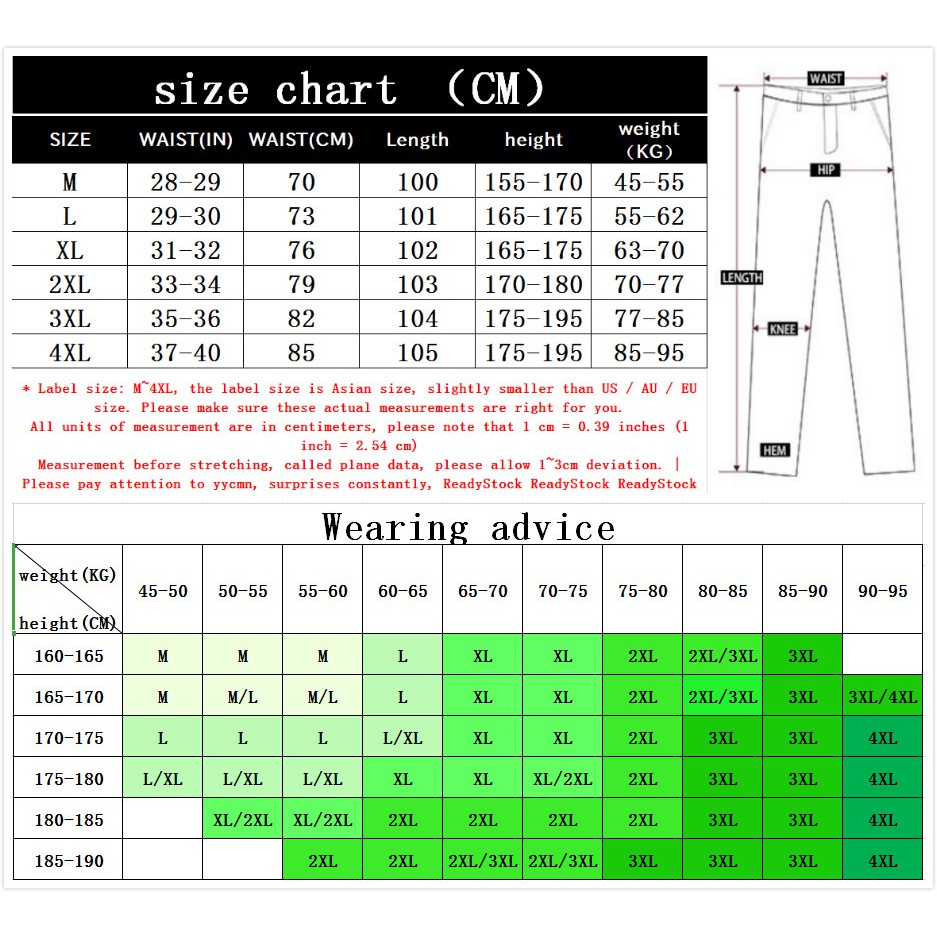 size chart （CM）
SIZE WAIST(IN) WAIST(CM) Length height weight （KG）
M 28-29 70 100 155-170 45-55
L 29-30 73 101 165-175 55-62
XL 31-32 76 102 165-175 63-70
2XL 33-34 79 103 170-180 70-77
3XL 35-36 82 104 175-195 77-85
4XL 37-40 85 105 175-195 85-95
* Label size: M~4XL, the label size is Asian size, slightly smaller than US / AU / EU
size. Please make sure these actual measurements are right for you.
All units of measurement are in centimeters, please note that 1 cm = 0.39 inches (1
inch = 2.54 cm)
Measurement before stretching, called plane data, please allow 1~3cm deviation. |
Please pay attention to yycmn, surprises constantly, ReadyStock ReadyStock ReadyStock
WAIST
HIP
LENGTH
KNEE
HEM
Wearing advice
weight(KG) 45-50 50-55 55-60 60-65 65-70 70-75 75-80 80-85 85-90 90-95
height(CM)
160-165 M M M L XL XL 2XL 2XL/3XL 3XL
165-170 M M/L M/L L XL XL 2XL 2XL/3XL 3XL 3XL/4XL
170-175 L L L L/XL XL XL 2XL 3XL 3XL 4XL
175-180 L/XL L/XL L/XL XL XL XL/2XL 2XL 3XL 3XL 4XL
180-185 XL/2XL XL/2XL 2XL 2XL 2XL 2XL 3XL 3XL 4XL
185-190 2XL 2XL 2XL/3XL 2XL/3XL 3XL 3XL 3XL 4XL